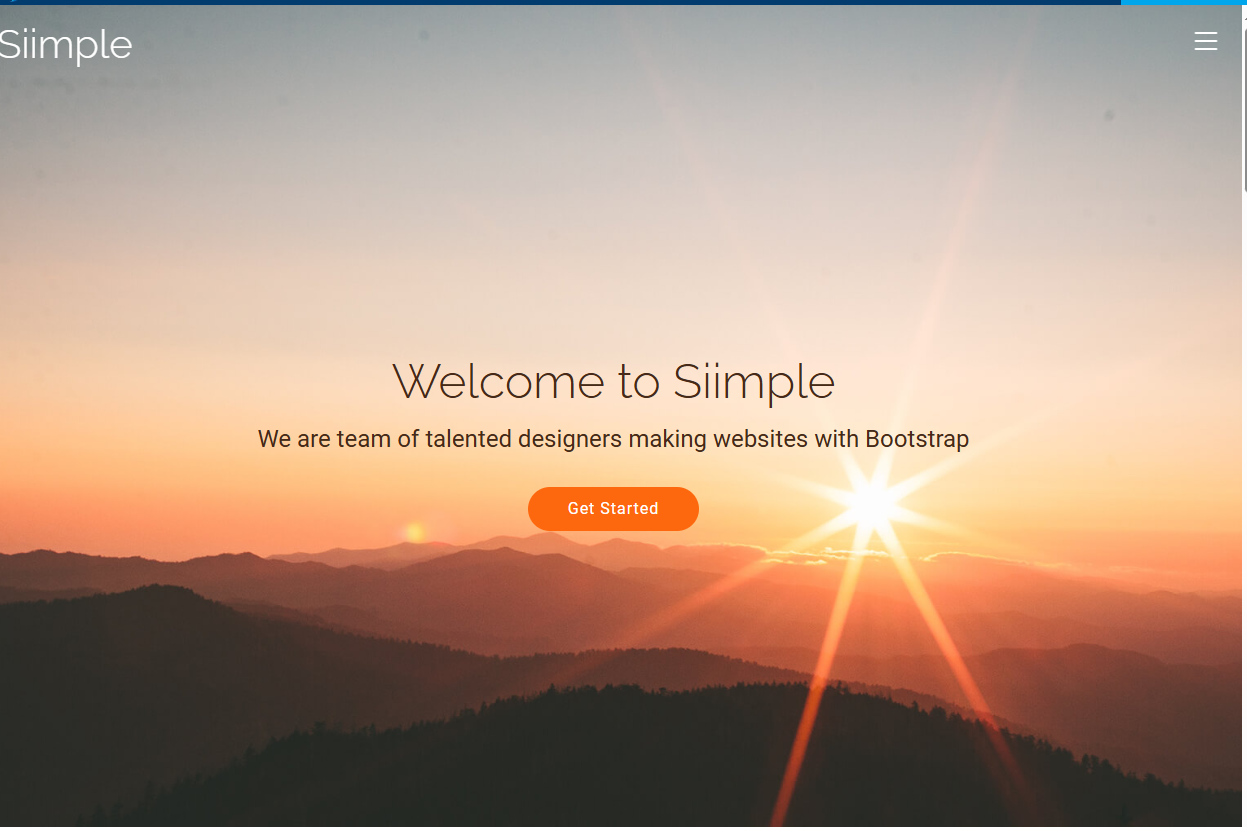 Siimple
Welcome to Siimple
We are team of talented designers making websites with Bootstrap
Get Started